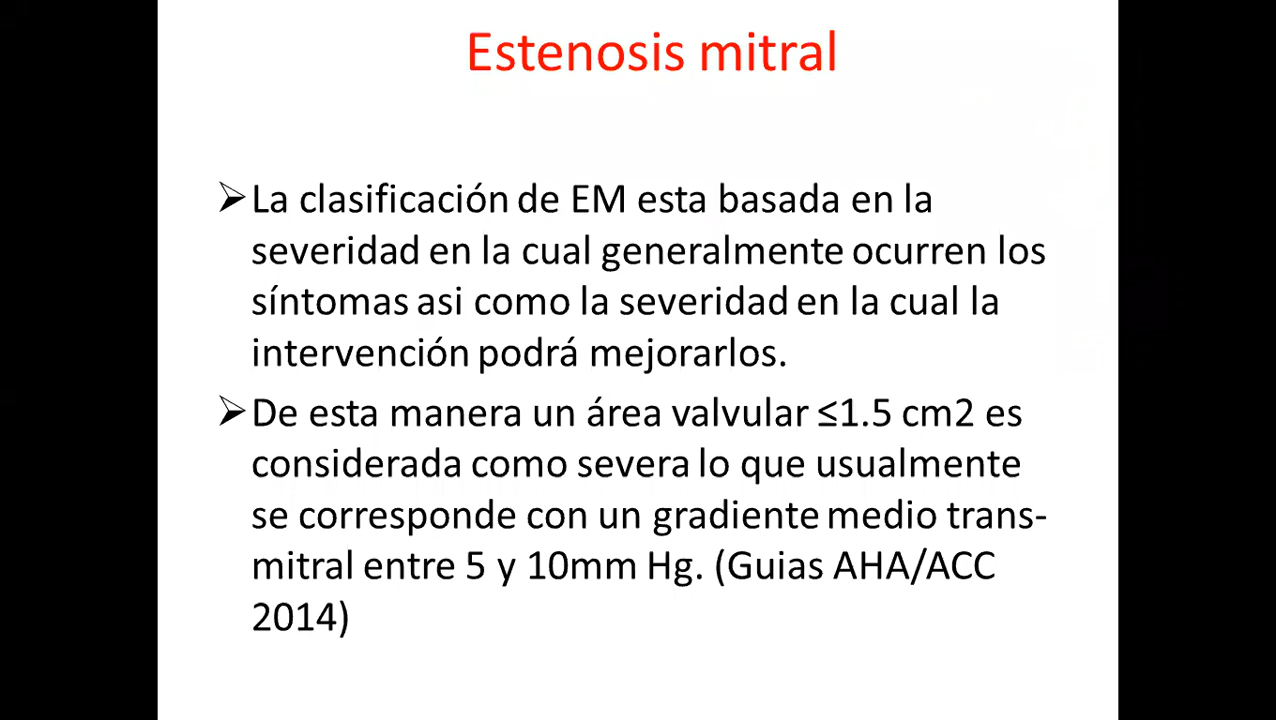 Estenosis mitral
➢La clasificación de EM esta basada en la
severidad en la cual generalmente ocurren los
síntomas asi como la severidad en la cual la
intervención podrá mejorarlos.
➢De esta manera un área valvular ≤1.5 cm2 es
considerada como severa lo que usualmente
se corresponde con un gradiente medio trans-
mitral entre 5 y 10mm Hg. (Guias AHA/ACC
2014)